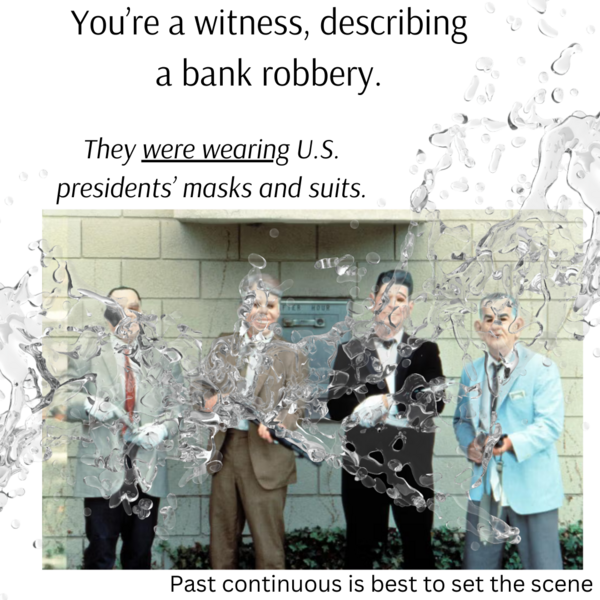 You’re a witness, describing
a bank robbery.
They were wearing U.S.
presidents’ masks and suits.
Past continuous is best to set the scene